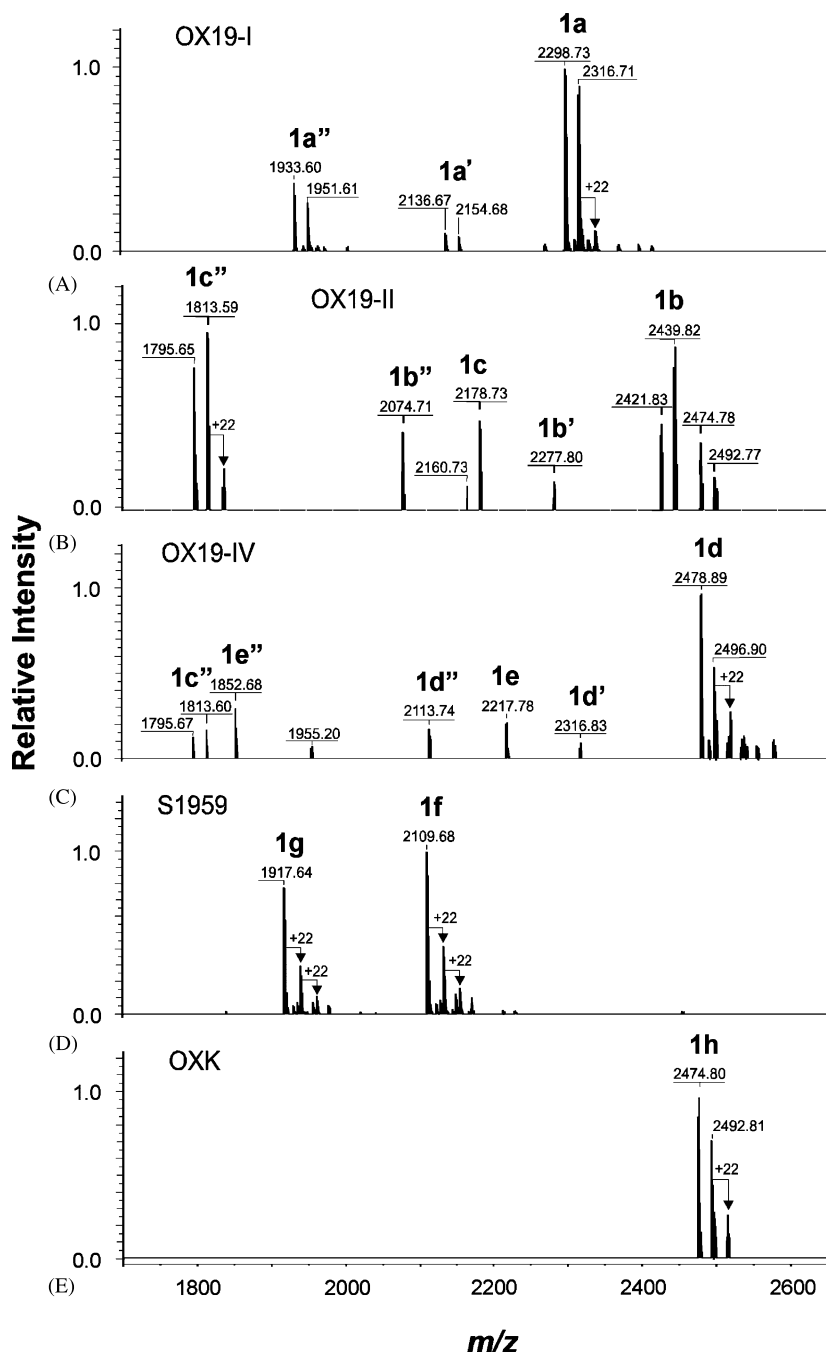 Relative Intensity
OX19-I
1a
2298.73
2316.71
1.0
1a”
1933.60
1951.61
1a’
2136.67
2154.68
+22
0.0
(A)
OX19-II
1c”
1813.59
1.0
1795.65
+22
1b”
2074.71
1c
2178.73
2160.73
1b’
2277.80
1b
2439.82
2421.83
2474.78
2492.77
0.0
(B)
OX19-IV
1.0
1d
2478.89
2496.90
+22
1c”
1795.67
1813.60
1e”
1852.68
1955.20
1d”
2113.74
1e
2217.78
1d’
2316.83
0.0
(C)
S1959
1.0
1g
1917.64
+22
+22
1f
2109.68
+22
+22
0.0
(D)
OXK
1.0
1h
2474.80
2492.81
+22
0.0
(E)
1800 2000 2200 2400 2600
m/z